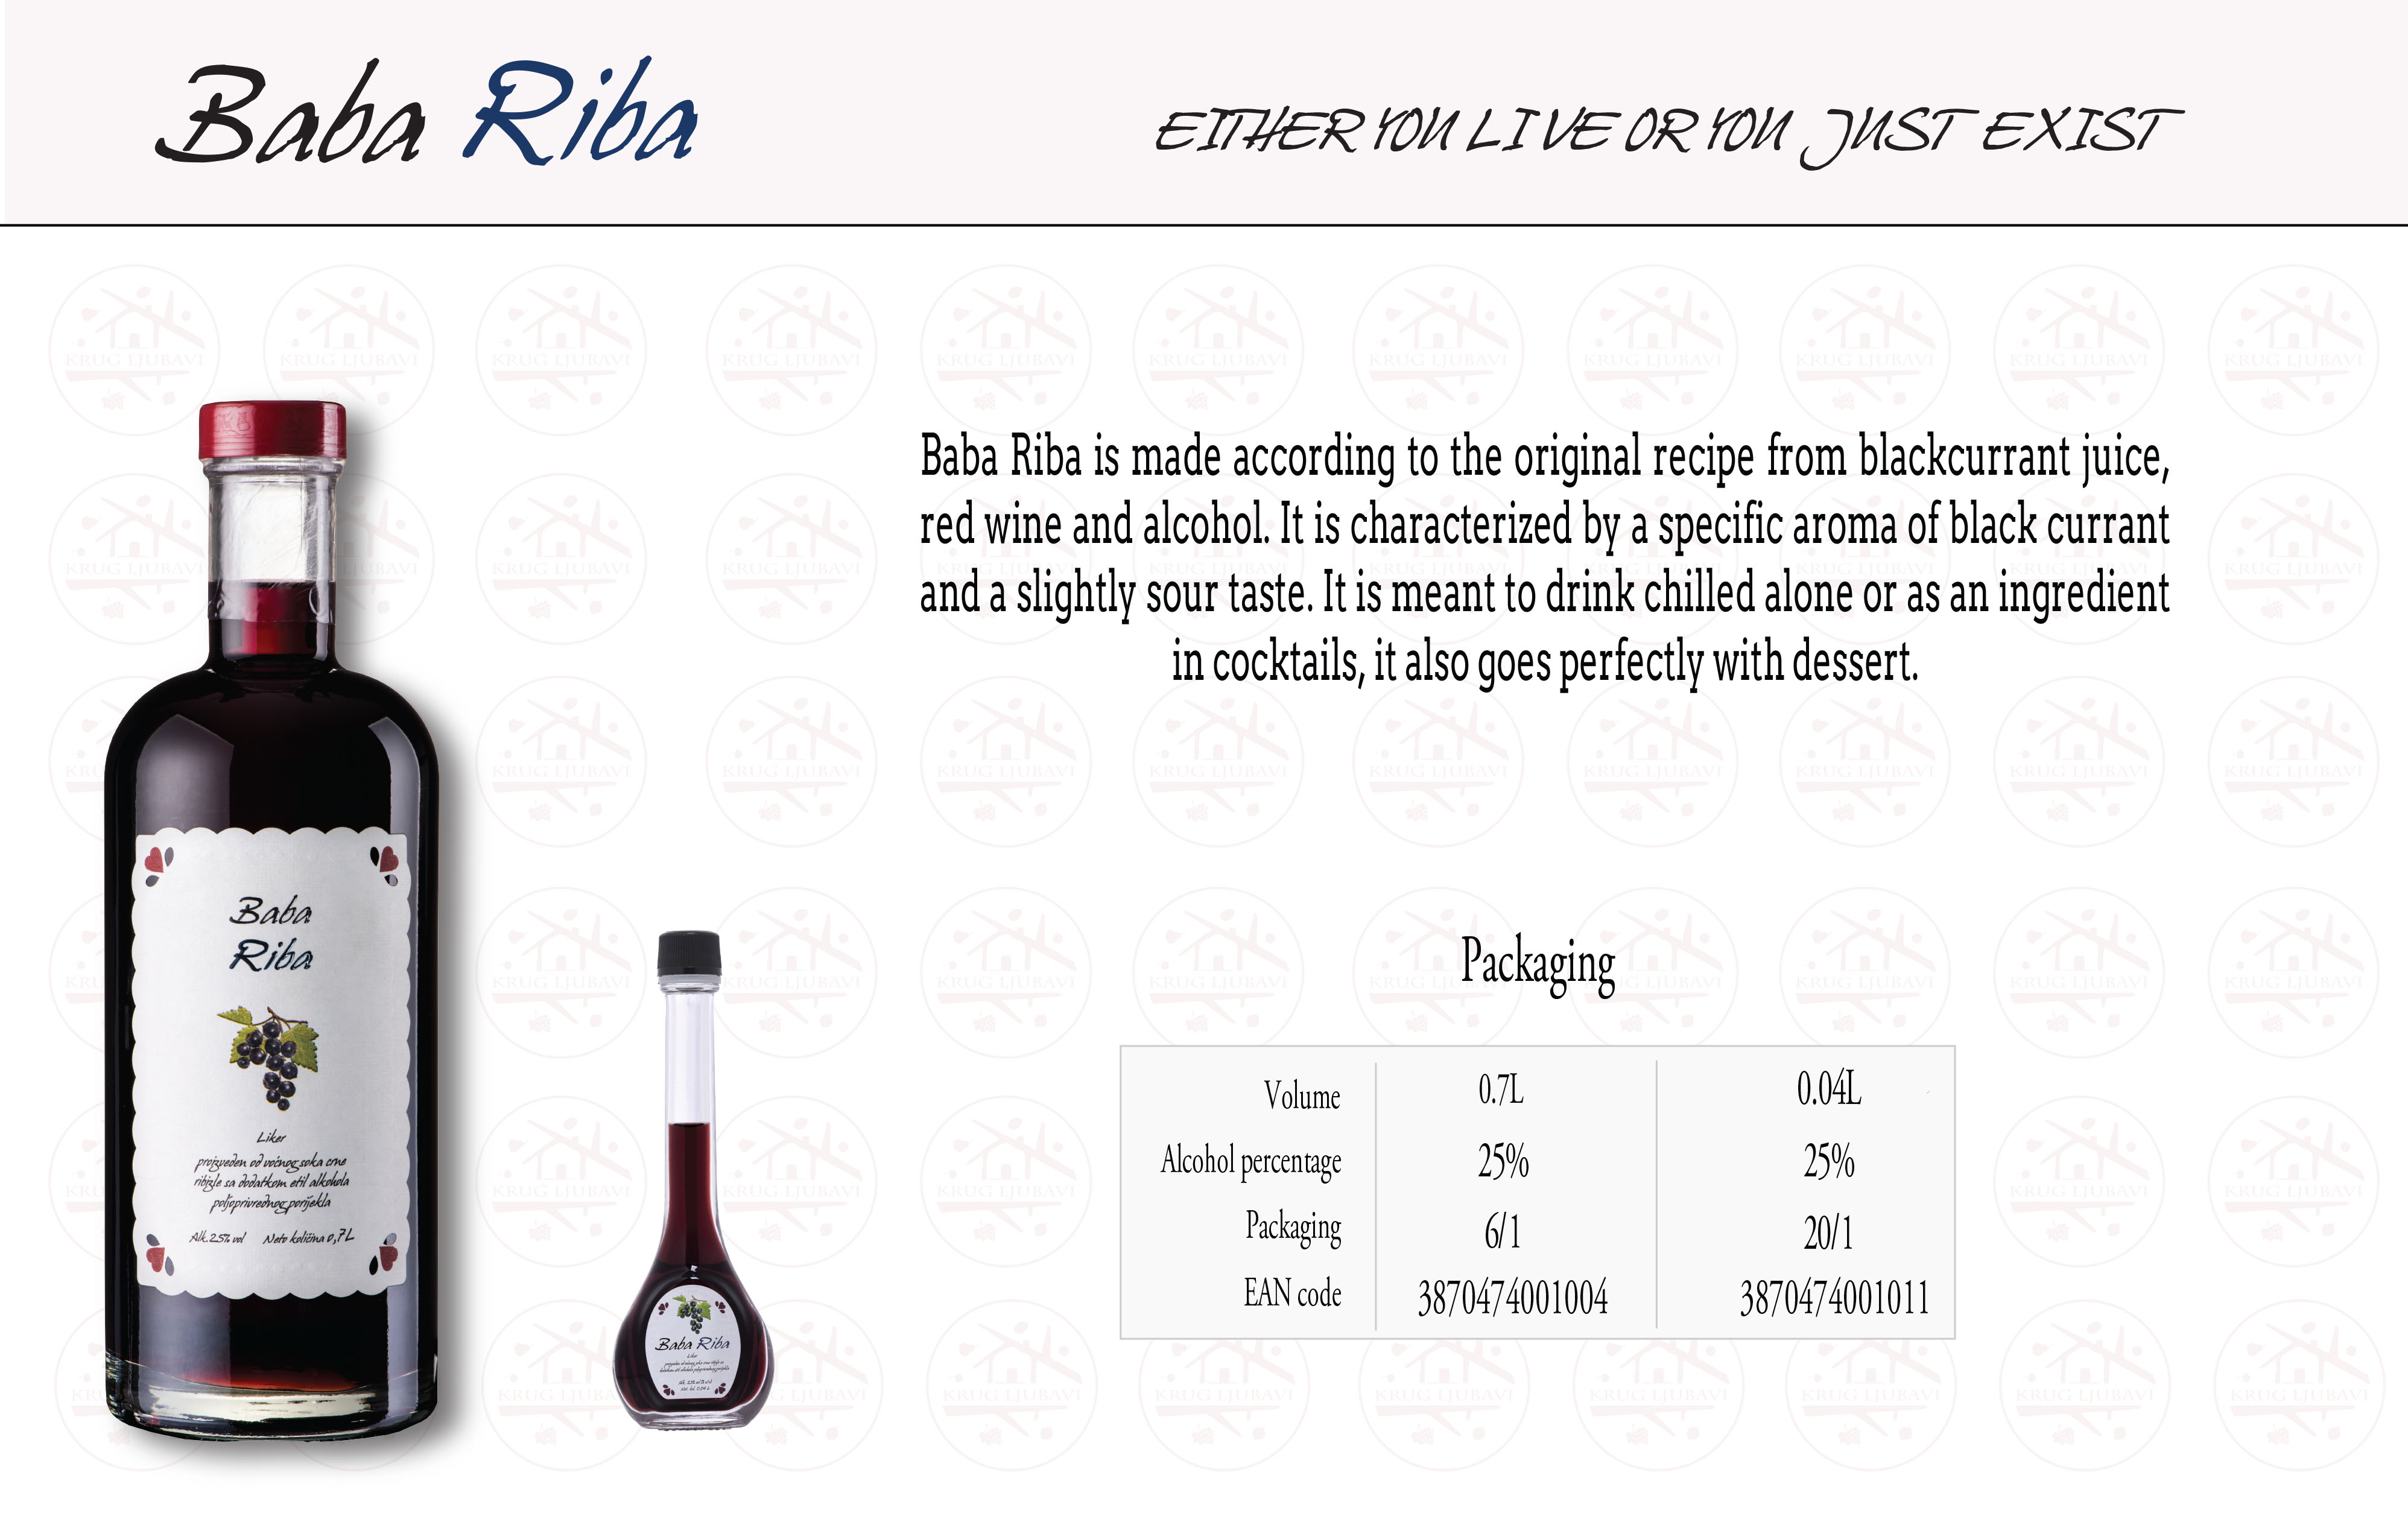 Baba Riba
EITHER YOU LIVE OR YOU JUST EXIST
Baba Riba is made according to the original recipe from blackcurrant juice,
red wine and alcohol. It is characterized by a specific aroma of black currant
and a slightly sour taste. It is meant to drink chilled alone or as an ingredient
in cocktails, it also goes perfectly with dessert.
Baba
Riba
Liker
proizveden od voćnog soka crne
ribizle sa dodatkom etil alkohola
poljoprivrednog porijekla
Alk. 25% vol Neto količina 0,7 L
Baba Riba
Liker
Packaging
Volume 0.7L 0.04L
Alcohol percentage 25% 25%
Packaging 6/1 20/1
EAN code 3870474001004 3870474001011
KRUG LJUBAVI